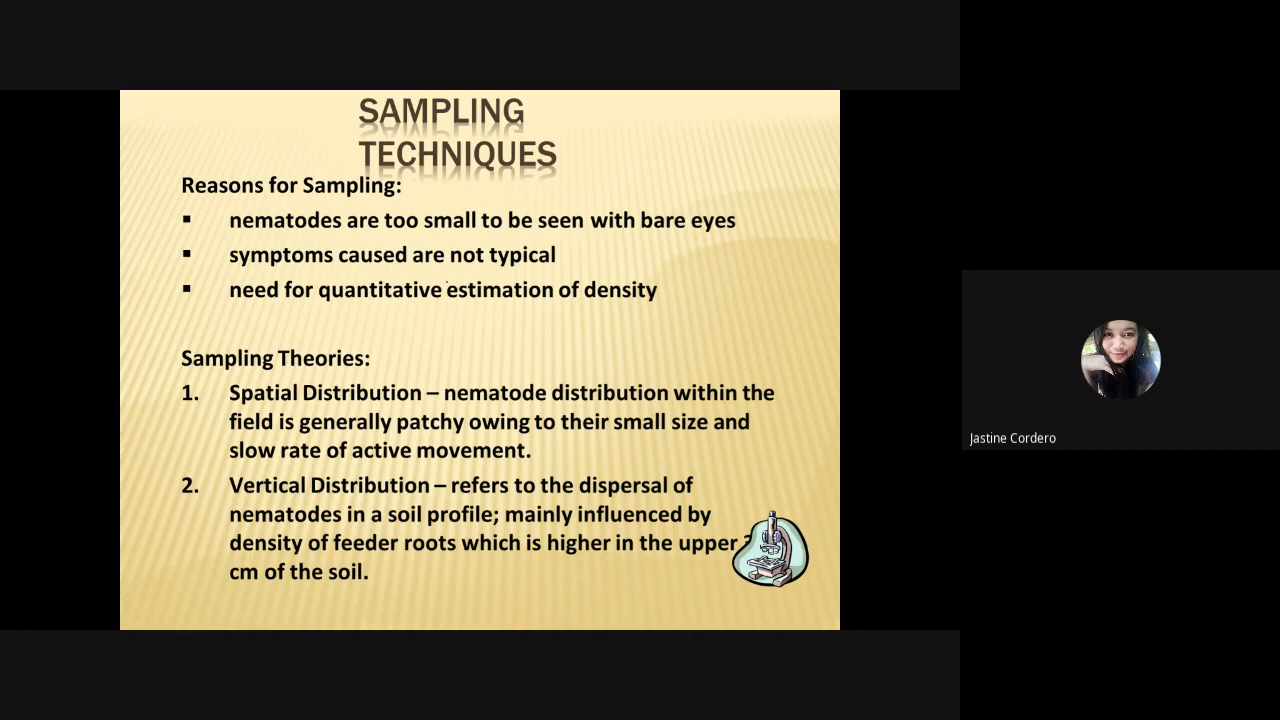 SAMPLING
TECHNIQUES
Reasons for Sampling:
▪ nematodes are too small to be seen with bare eyes
▪ symptoms caused are not typical
▪ need for quantitative estimation of density
Sampling Theories:
1. Spatial Distribution – nematode distribution within the
field is generally patchy owing to their small size and
slow rate of active movement.
2. Vertical Distribution – refers to the dispersal of
nematodes in a soil profile; mainly influenced by
density of feeder roots which is higher in the upper
cm of the soil.
Jastine Cordero